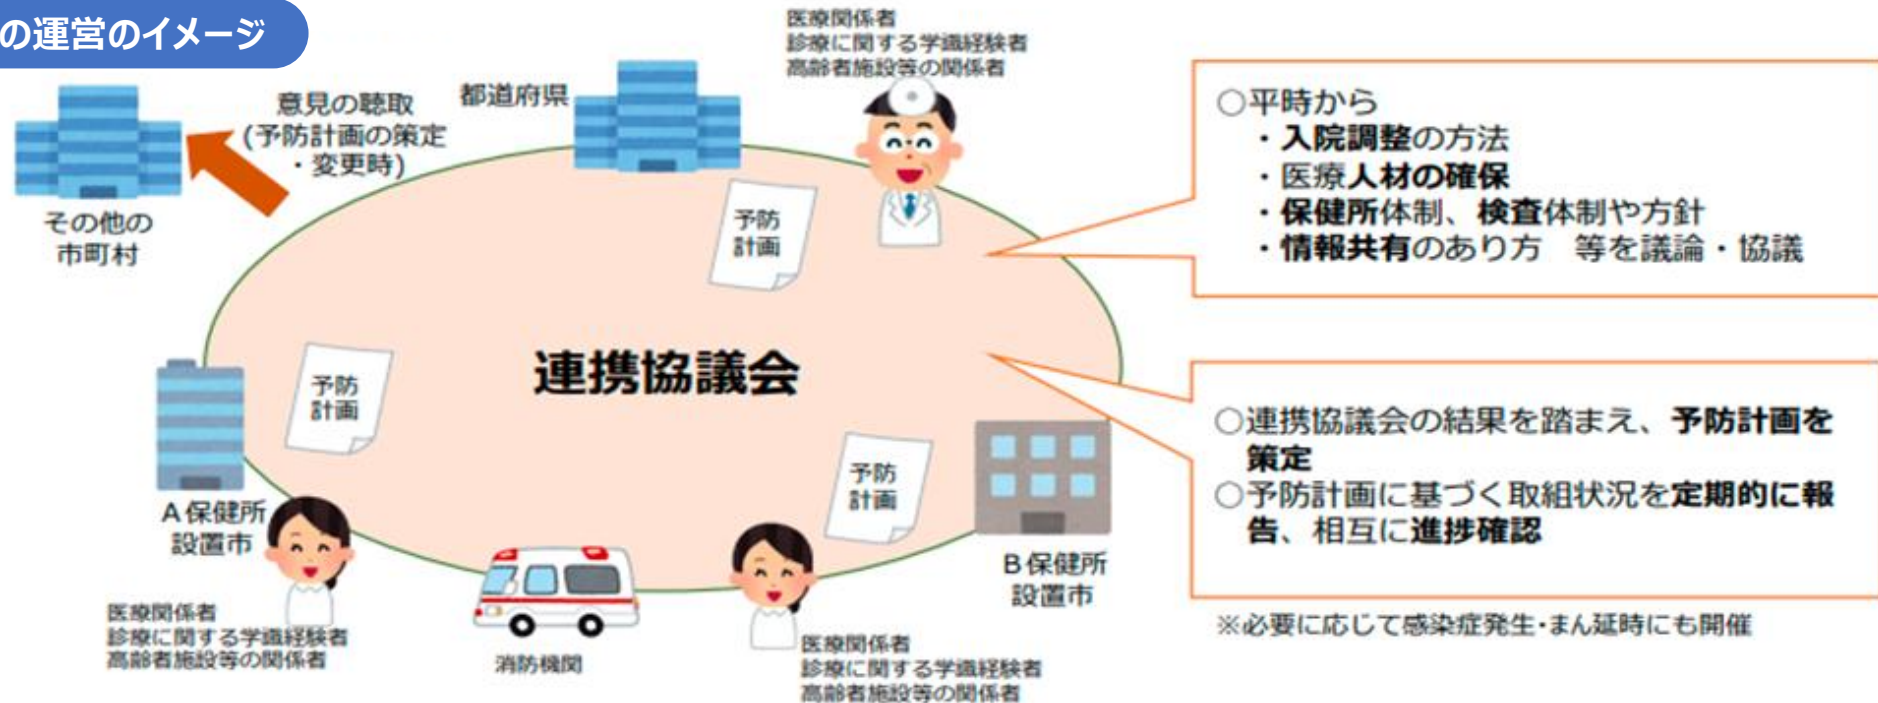 の運営のイメージ
医療関係者
診療に関する学識経験者
高齢者施設等の関係者
都道府県
意見の聴取
(予防計画の策定
・変更時)
その他の
市町村
予防
計画
○平時から
・入院調整の方法
・医療人材の確保
・保健所体制、検査体制や方針
・情報共有のあり方 等を議論・協議
連携協議会
予防
計画
予防
計画
○連携協議会の結果を踏まえ、予防計画を
策定
○予防計画に基づく取組状況を定期的に報
告、相互に進捗確認
※必要に応じて感染症発生・まん延時にも開催
A保健所
設置市
医療関係者
診療に関する学識経験者
高齢者施設等の関係者
消防機関
B保健所
設置市
医療関係者
診療に関する学識経験者
高齢者施設等の関係者